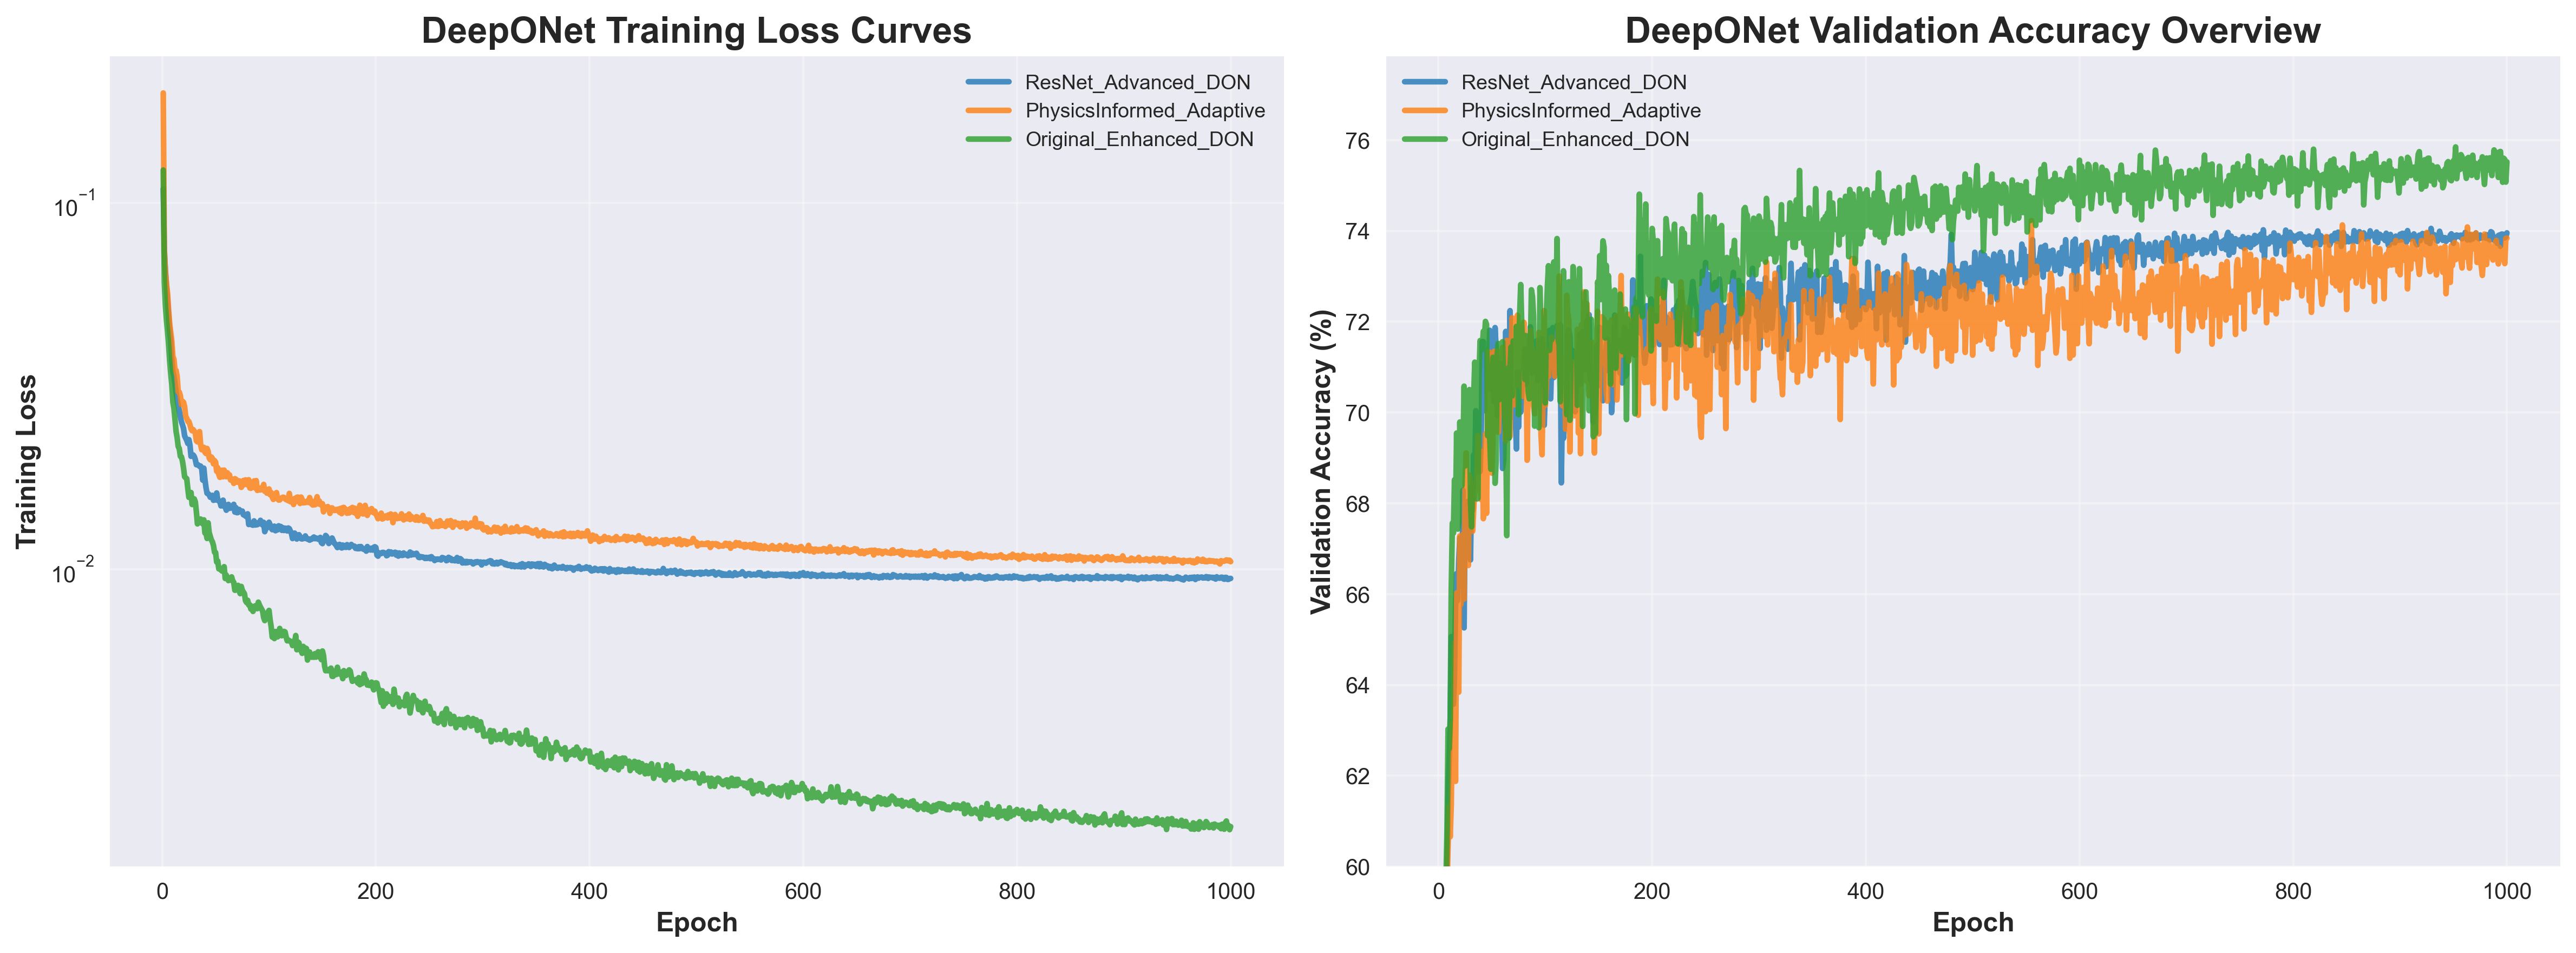 DeepONet Training Loss Curves
ResNet_Advanced_DON
PhysicsInformed_Adaptive
Original_Enhanced_DON
Training Loss
10⁻¹
10⁻²
0 200 400 600 800 1000
Epoch
DeepONet Validation Accuracy Overview
ResNet_Advanced_DON
PhysicsInformed_Adaptive
Original_Enhanced_DON
Validation Accuracy (%)
76
74
72
70
68
66
64
62
60
0 200 400 600 800 1000
Epoch